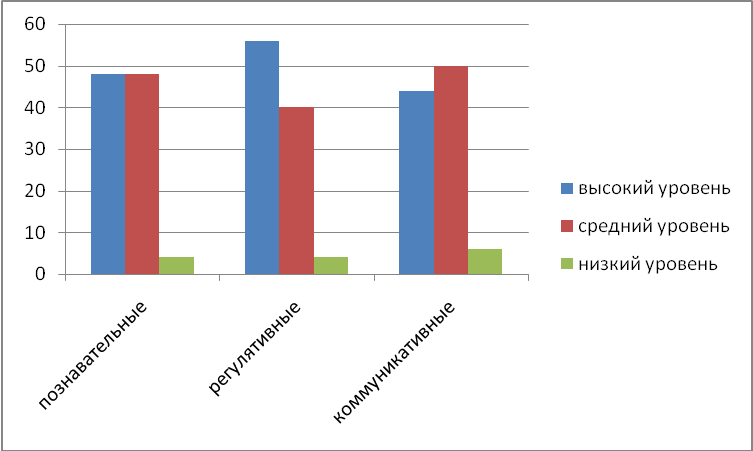 60
50
40
30
20
10
0
познавательные
регулятивные
коммуникативные
высокий уровень
средний уровень
низкий уровень